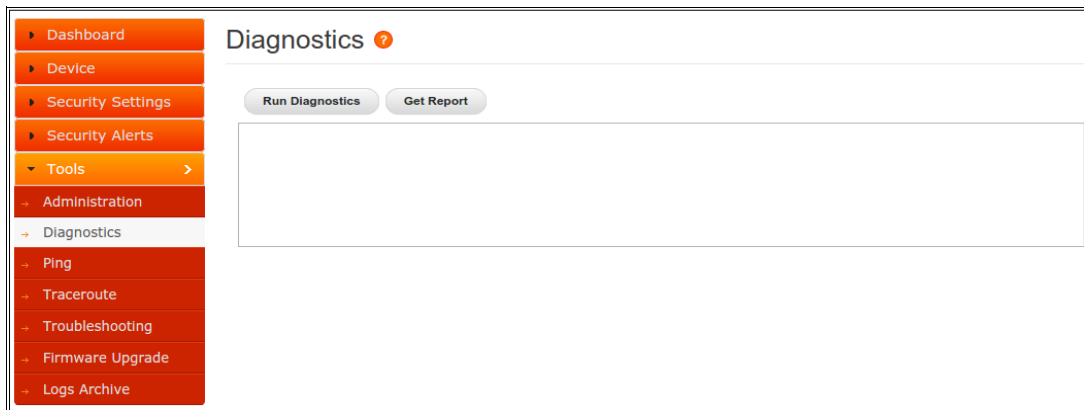 Dashboard
Device
Security Settings
Security Alerts
Tools
Administration
Diagnostics
Ping
Traceroute
Troubleshooting
Firmware Upgrade
Logs Archive
Diagnostics ?
Run Diagnostics Get Report